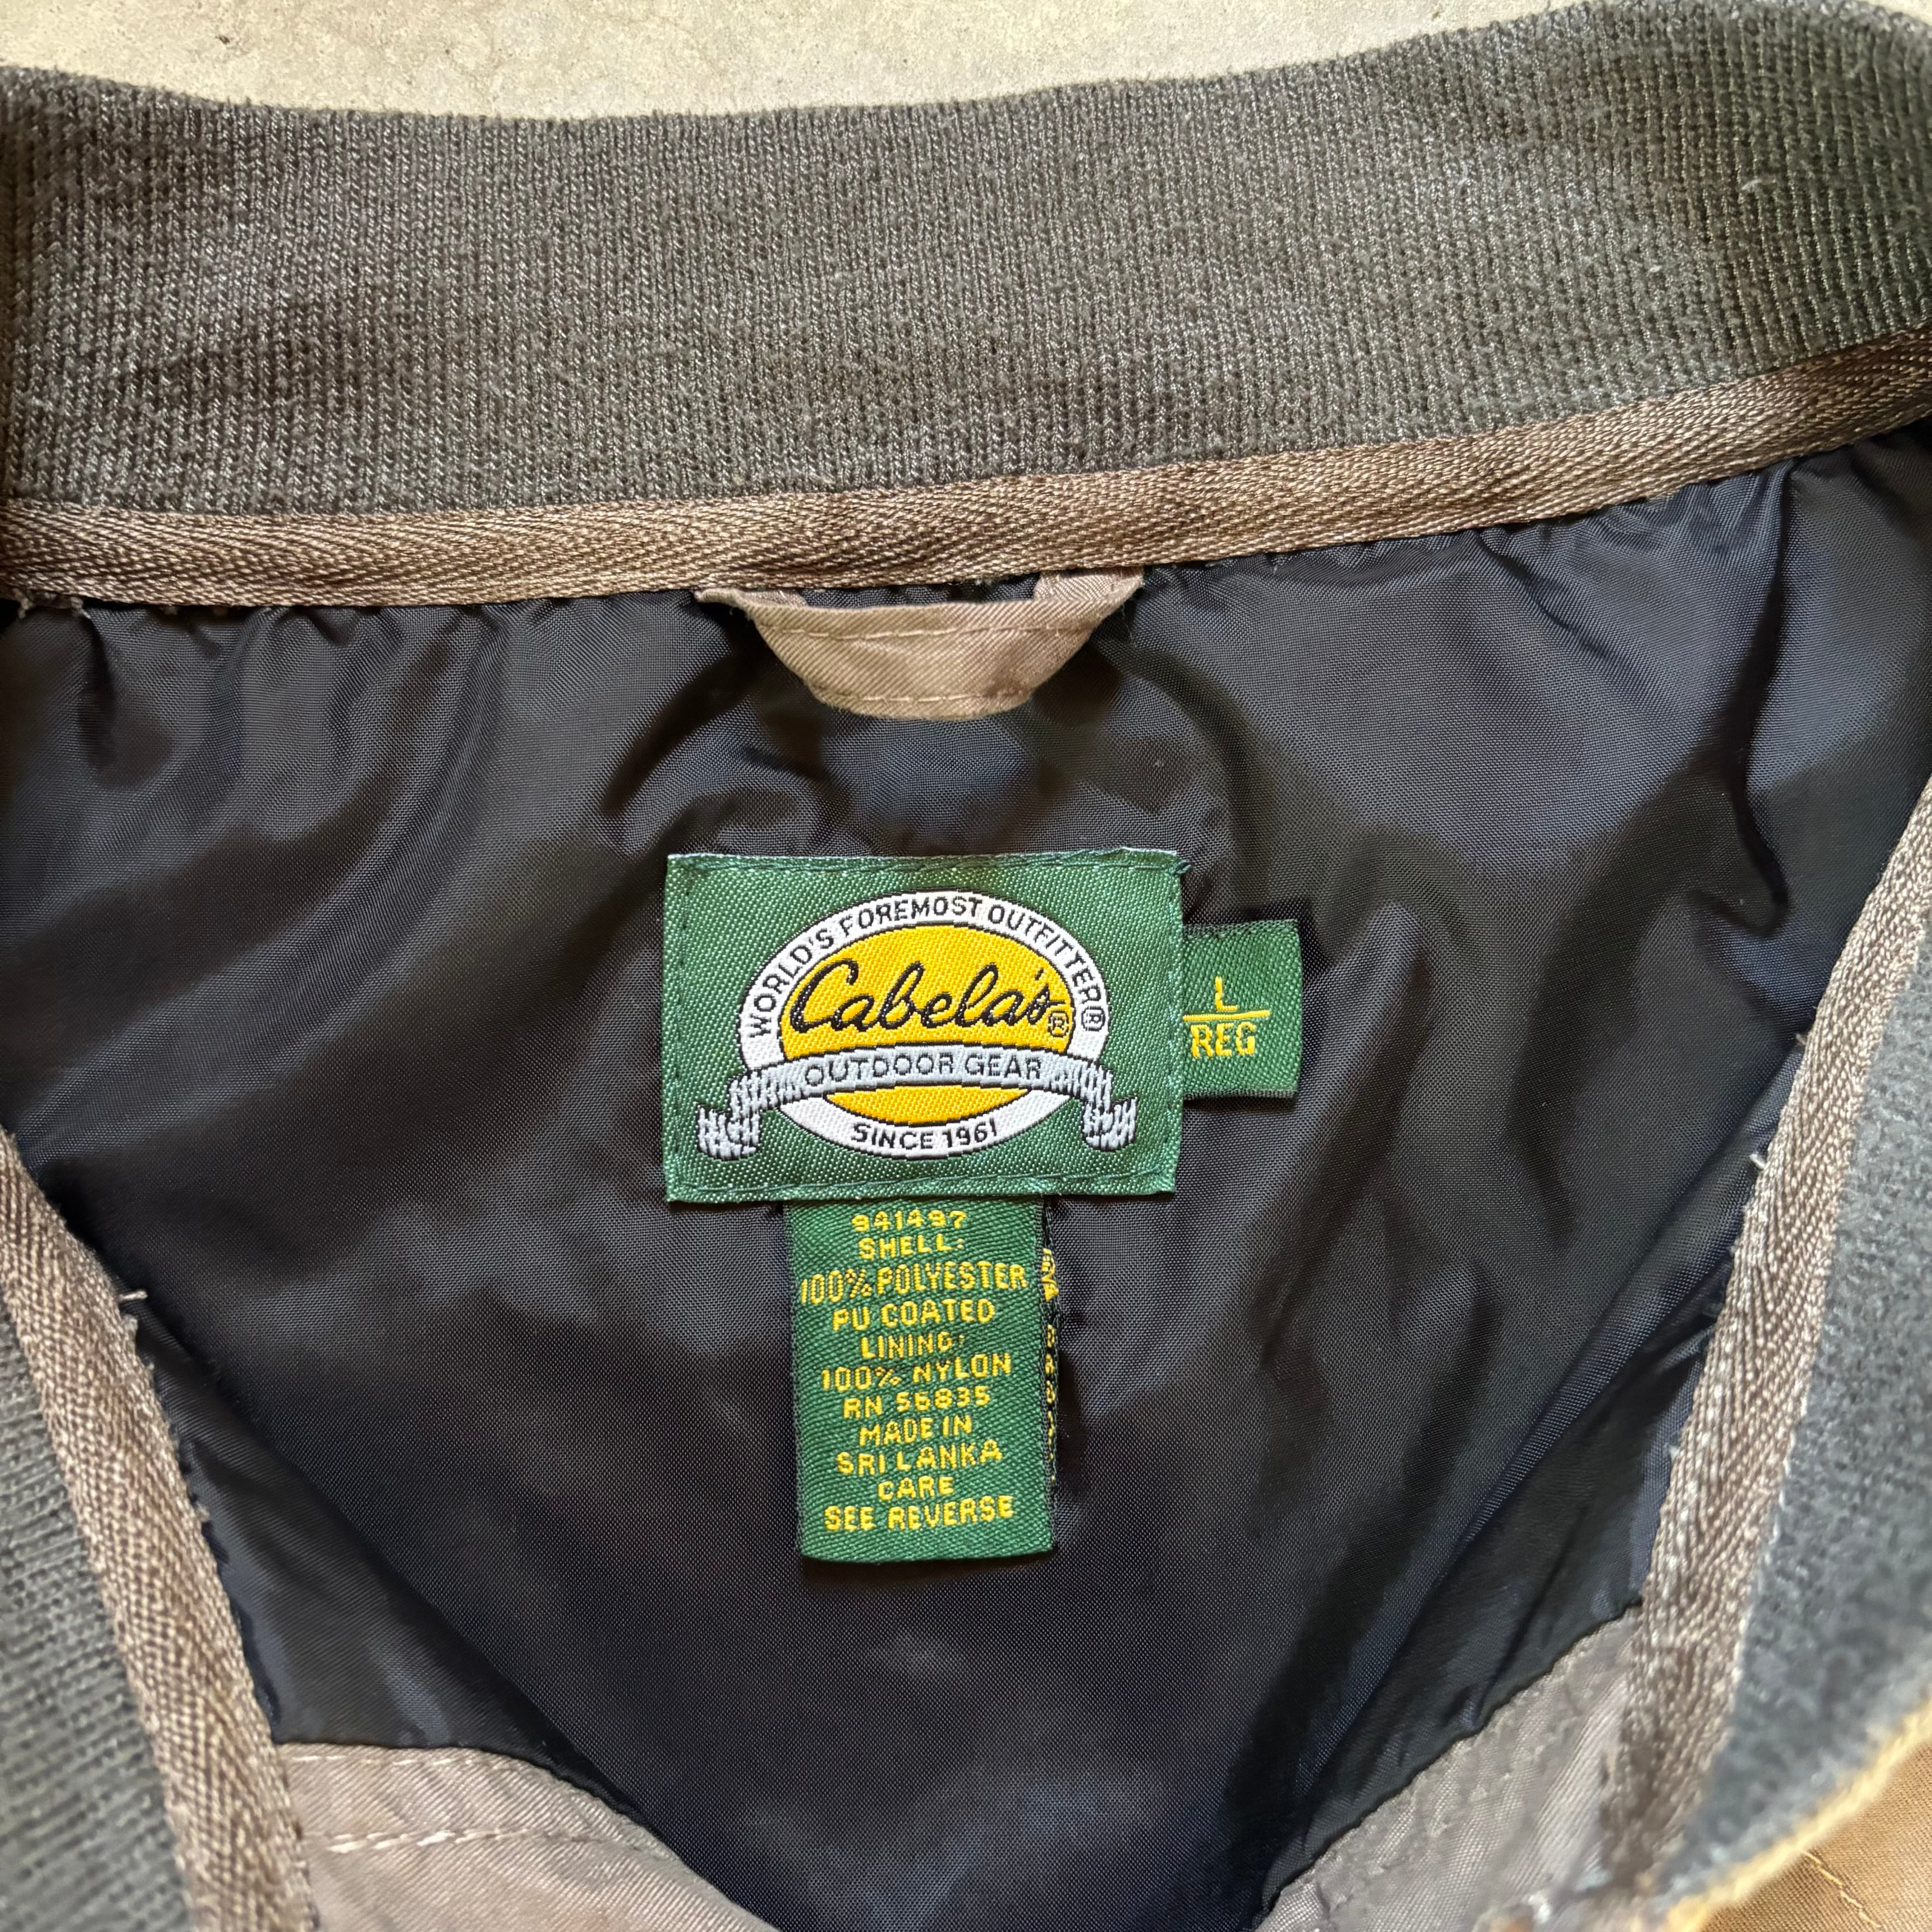 WORLD'S FOREMOST OUTFITTER®
Cabela's®
OUTDOOR GEAR
SINCE 1961
L
REG
941497
SHELL:
100% POLYESTER
PU COATED
LINING:
100% NYLON
RN 56835
MADE IN
SRI LANKA
CARE
SEE REVERSE